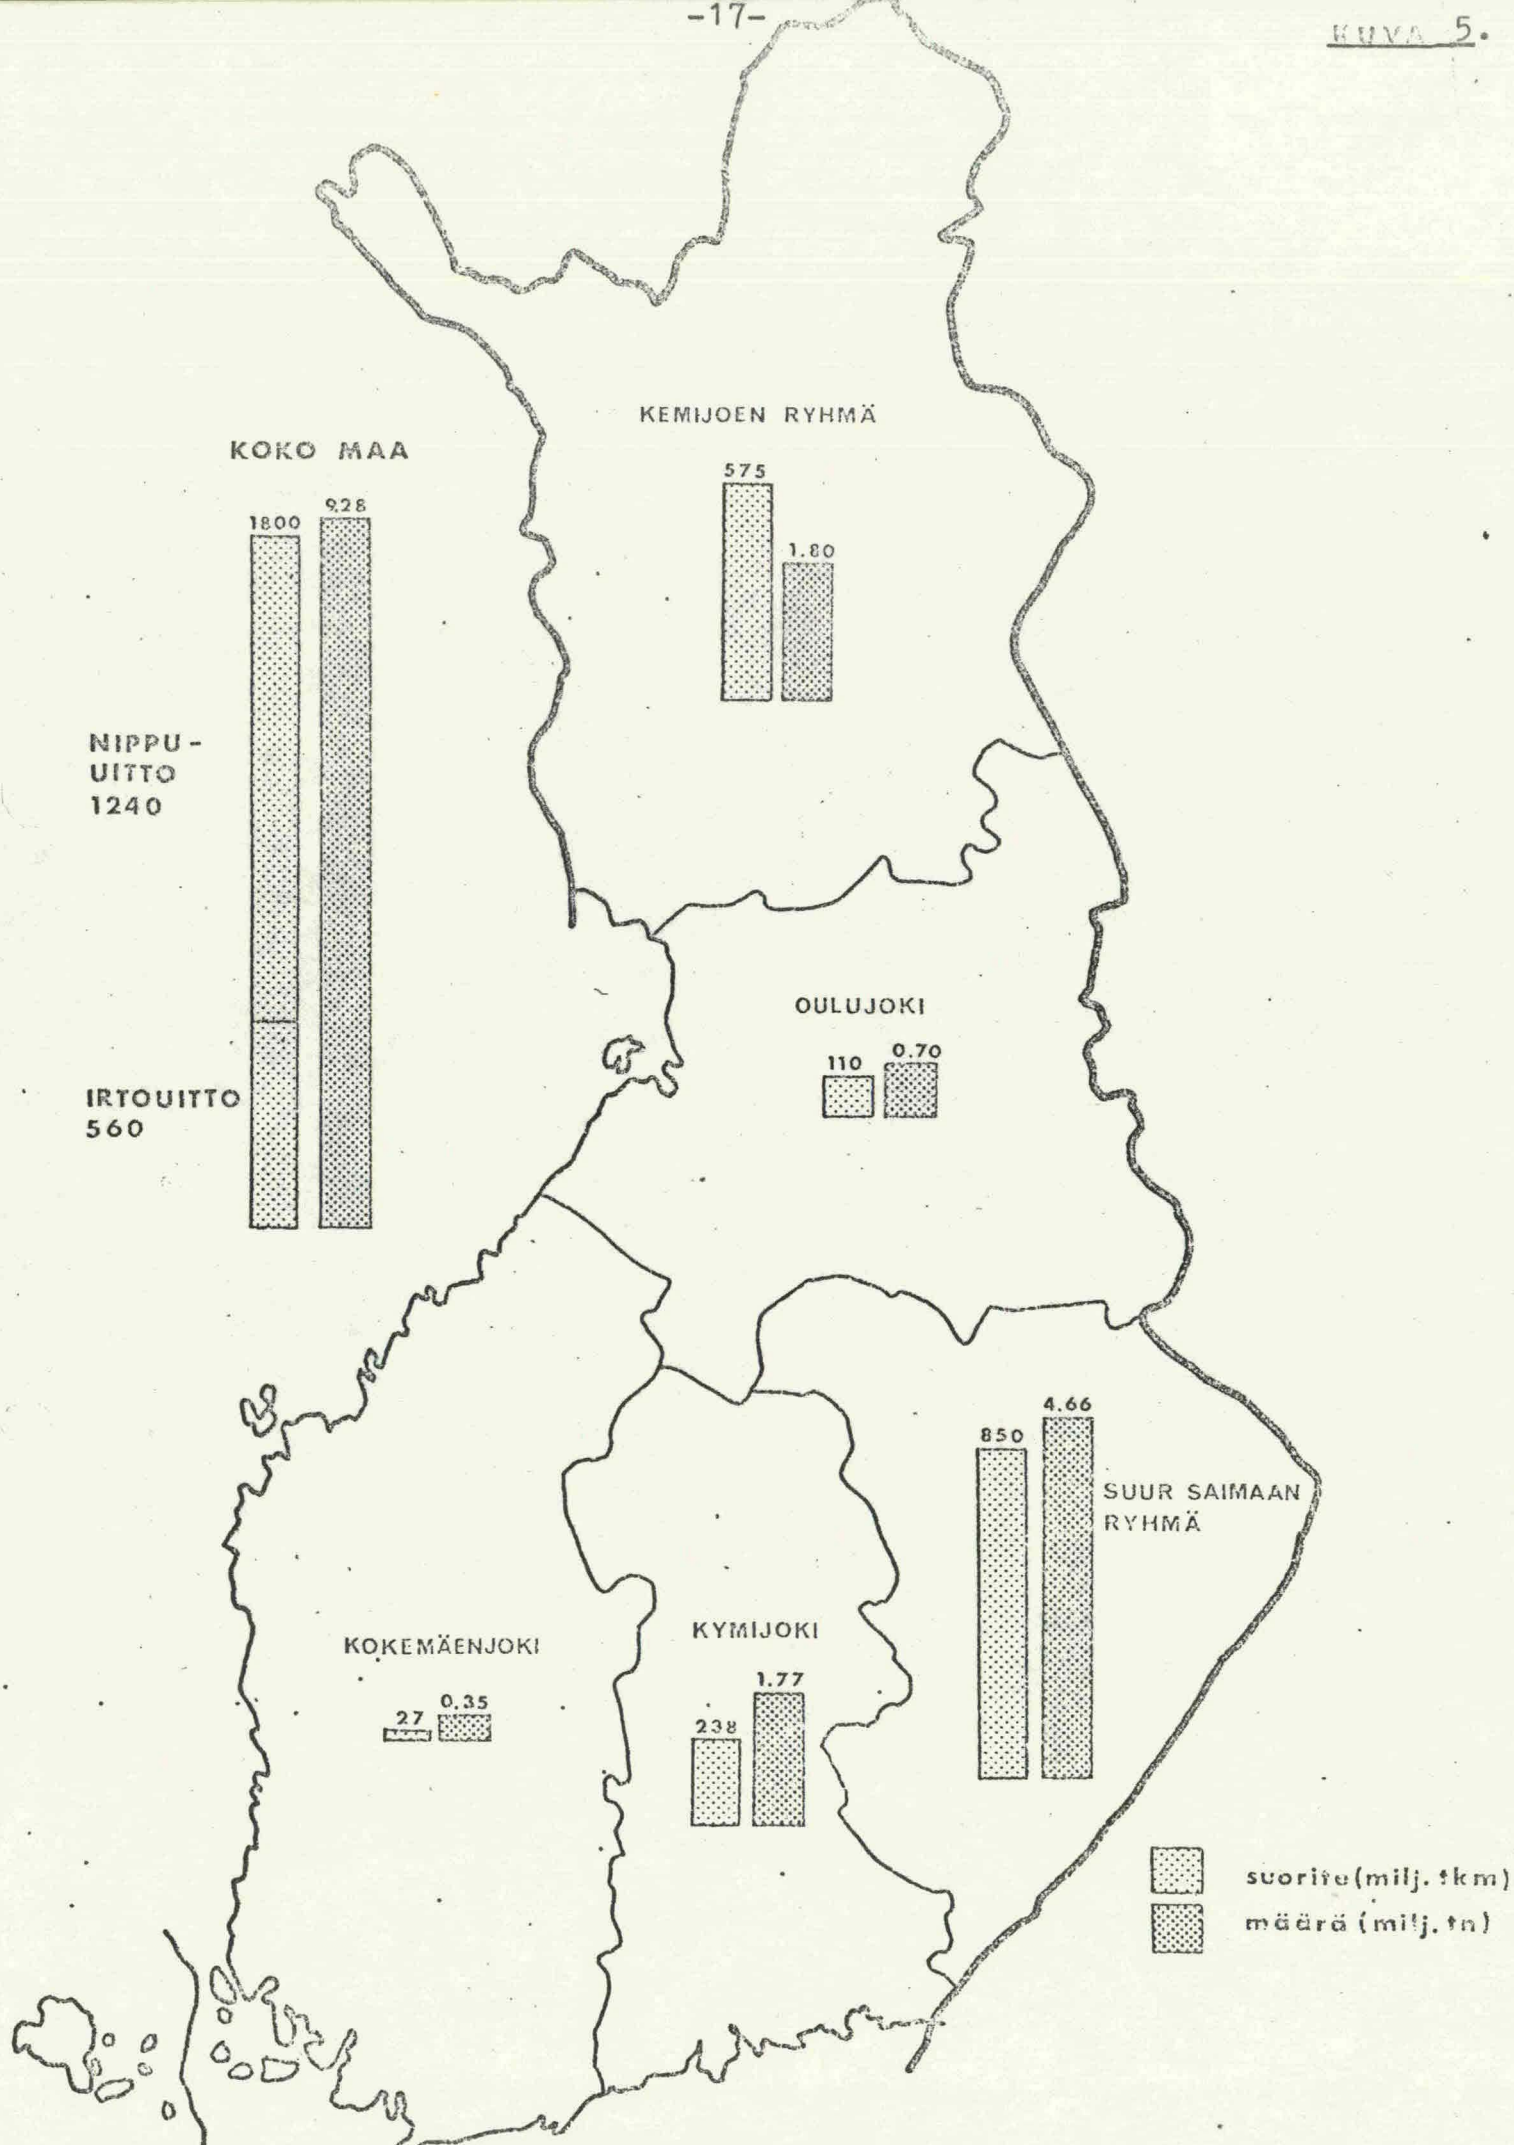 -17-
KUVA 5.
KEMIJOEN RYHMÄ
575
1.80
KOKO MAA
1800
9.28
NIPPU-
UITTO
1240
IRTOUITTO
560
OULUJOKI
110
0.70
4.66
850
SUUR SAIMAAN
RYHMÄ
KOKEMÄENJOKI
27
0.35
KYMIJOKI
1.77
238
suorite (milj. tkm)
määrä (milj. tn)